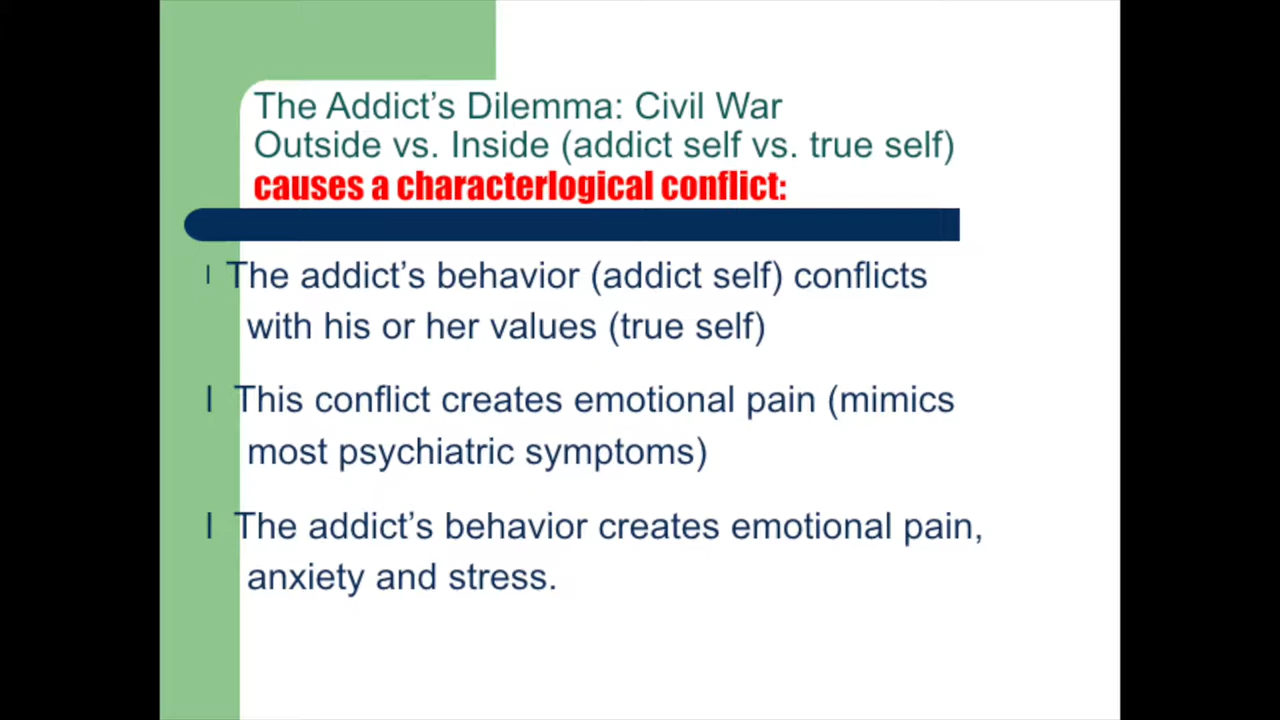 The Addict’s Dilemma: Civil War
Outside vs. Inside (addict self vs. true self)
causes a characterlogical conflict:
l The addict’s behavior (addict self) conflicts
with his or her values (true self)
l This conflict creates emotional pain (mimics
most psychiatric symptoms)
l The addict’s behavior creates emotional pain,
anxiety and stress.